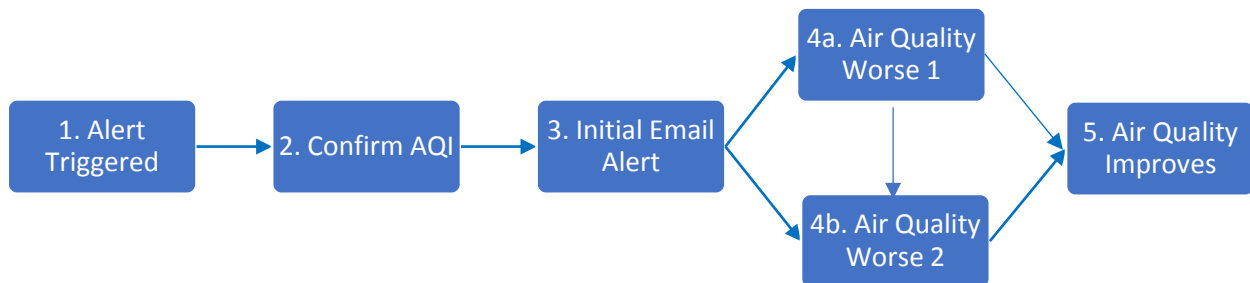 1. Alert
Triggered
2. Confirm AQI
3. Initial Email
Alert
4a. Air Quality
Worse 1
4b. Air Quality
Worse 2
5. Air Quality
Improves